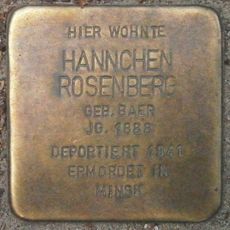 HIER WOHNTE
HANNCHEN
ROSENBERG
GEB. BAER
JG. 1888
DEPORTIERT 1941
ERMORDET IN
MINSK